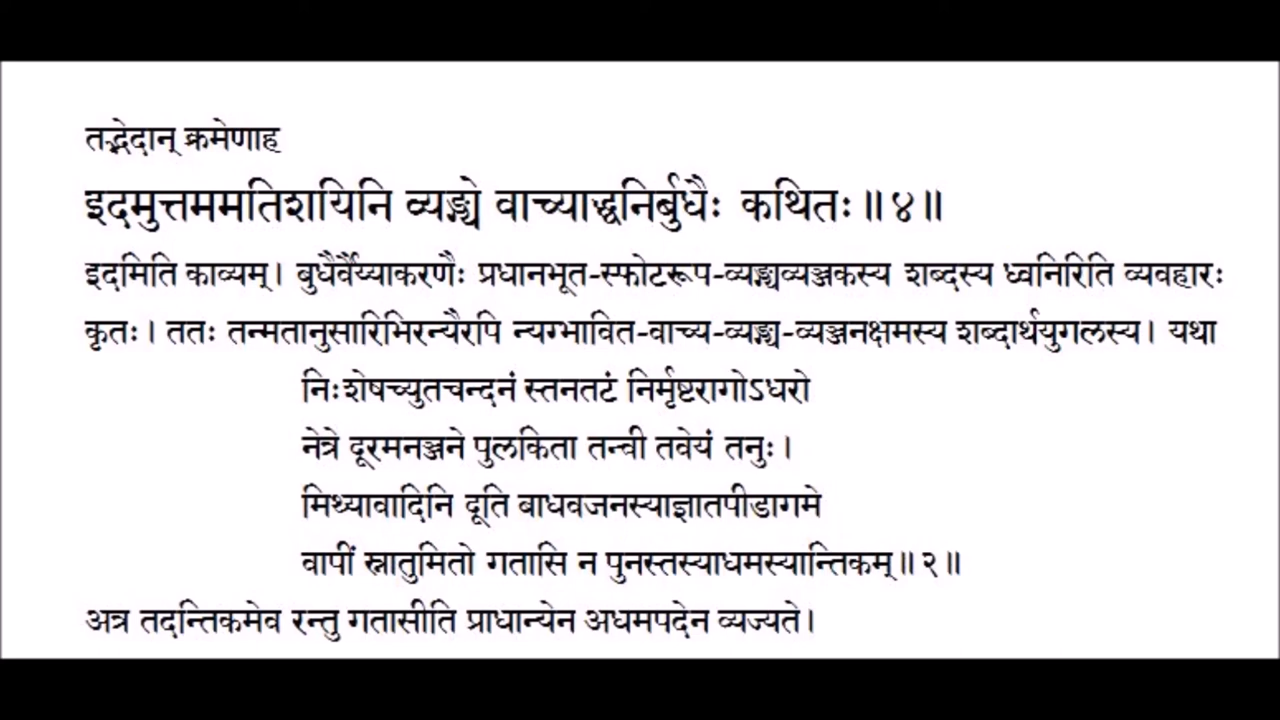 तद्भेदान् क्रमेणाह
इदमुत्तममतिशयिनि व्यङ्ग्ये वाच्याद्ध्वनिर्बुधैः कथितः॥४॥
इदमिति काव्यम्। बुधैर्वैय्याकरणैः प्रधानभूत-स्फोटरूप-व्यङ्ग्यव्यञ्जकस्य शब्दस्य ध्वनिरिति व्यवहारः
कृतः। ततः तन्मतानुसारिभिरन्यैरपि न्यग्भावित-वाच्य-व्यङ्ग्य-व्यञ्जनक्षमस्य शब्दार्थयुगलस्य। यथा
निःशेषच्युतचन्दनं स्तनतटं निर्मृष्टरागोऽधरो
नेत्रे दूरमनञ्जने पुलकिता तन्वी तवेयं तनुः।
मिथ्यावादिनि दूति बाधवजनस्याज्ञातपीडागमे
वापीं स्नातुमितो गतासि न पुनस्तस्याधमस्यान्तिकम्॥२॥
अत्र तदन्तिकमेव रन्तु गतासीति प्राधान्येन अधमपदेन व्यज्यते।